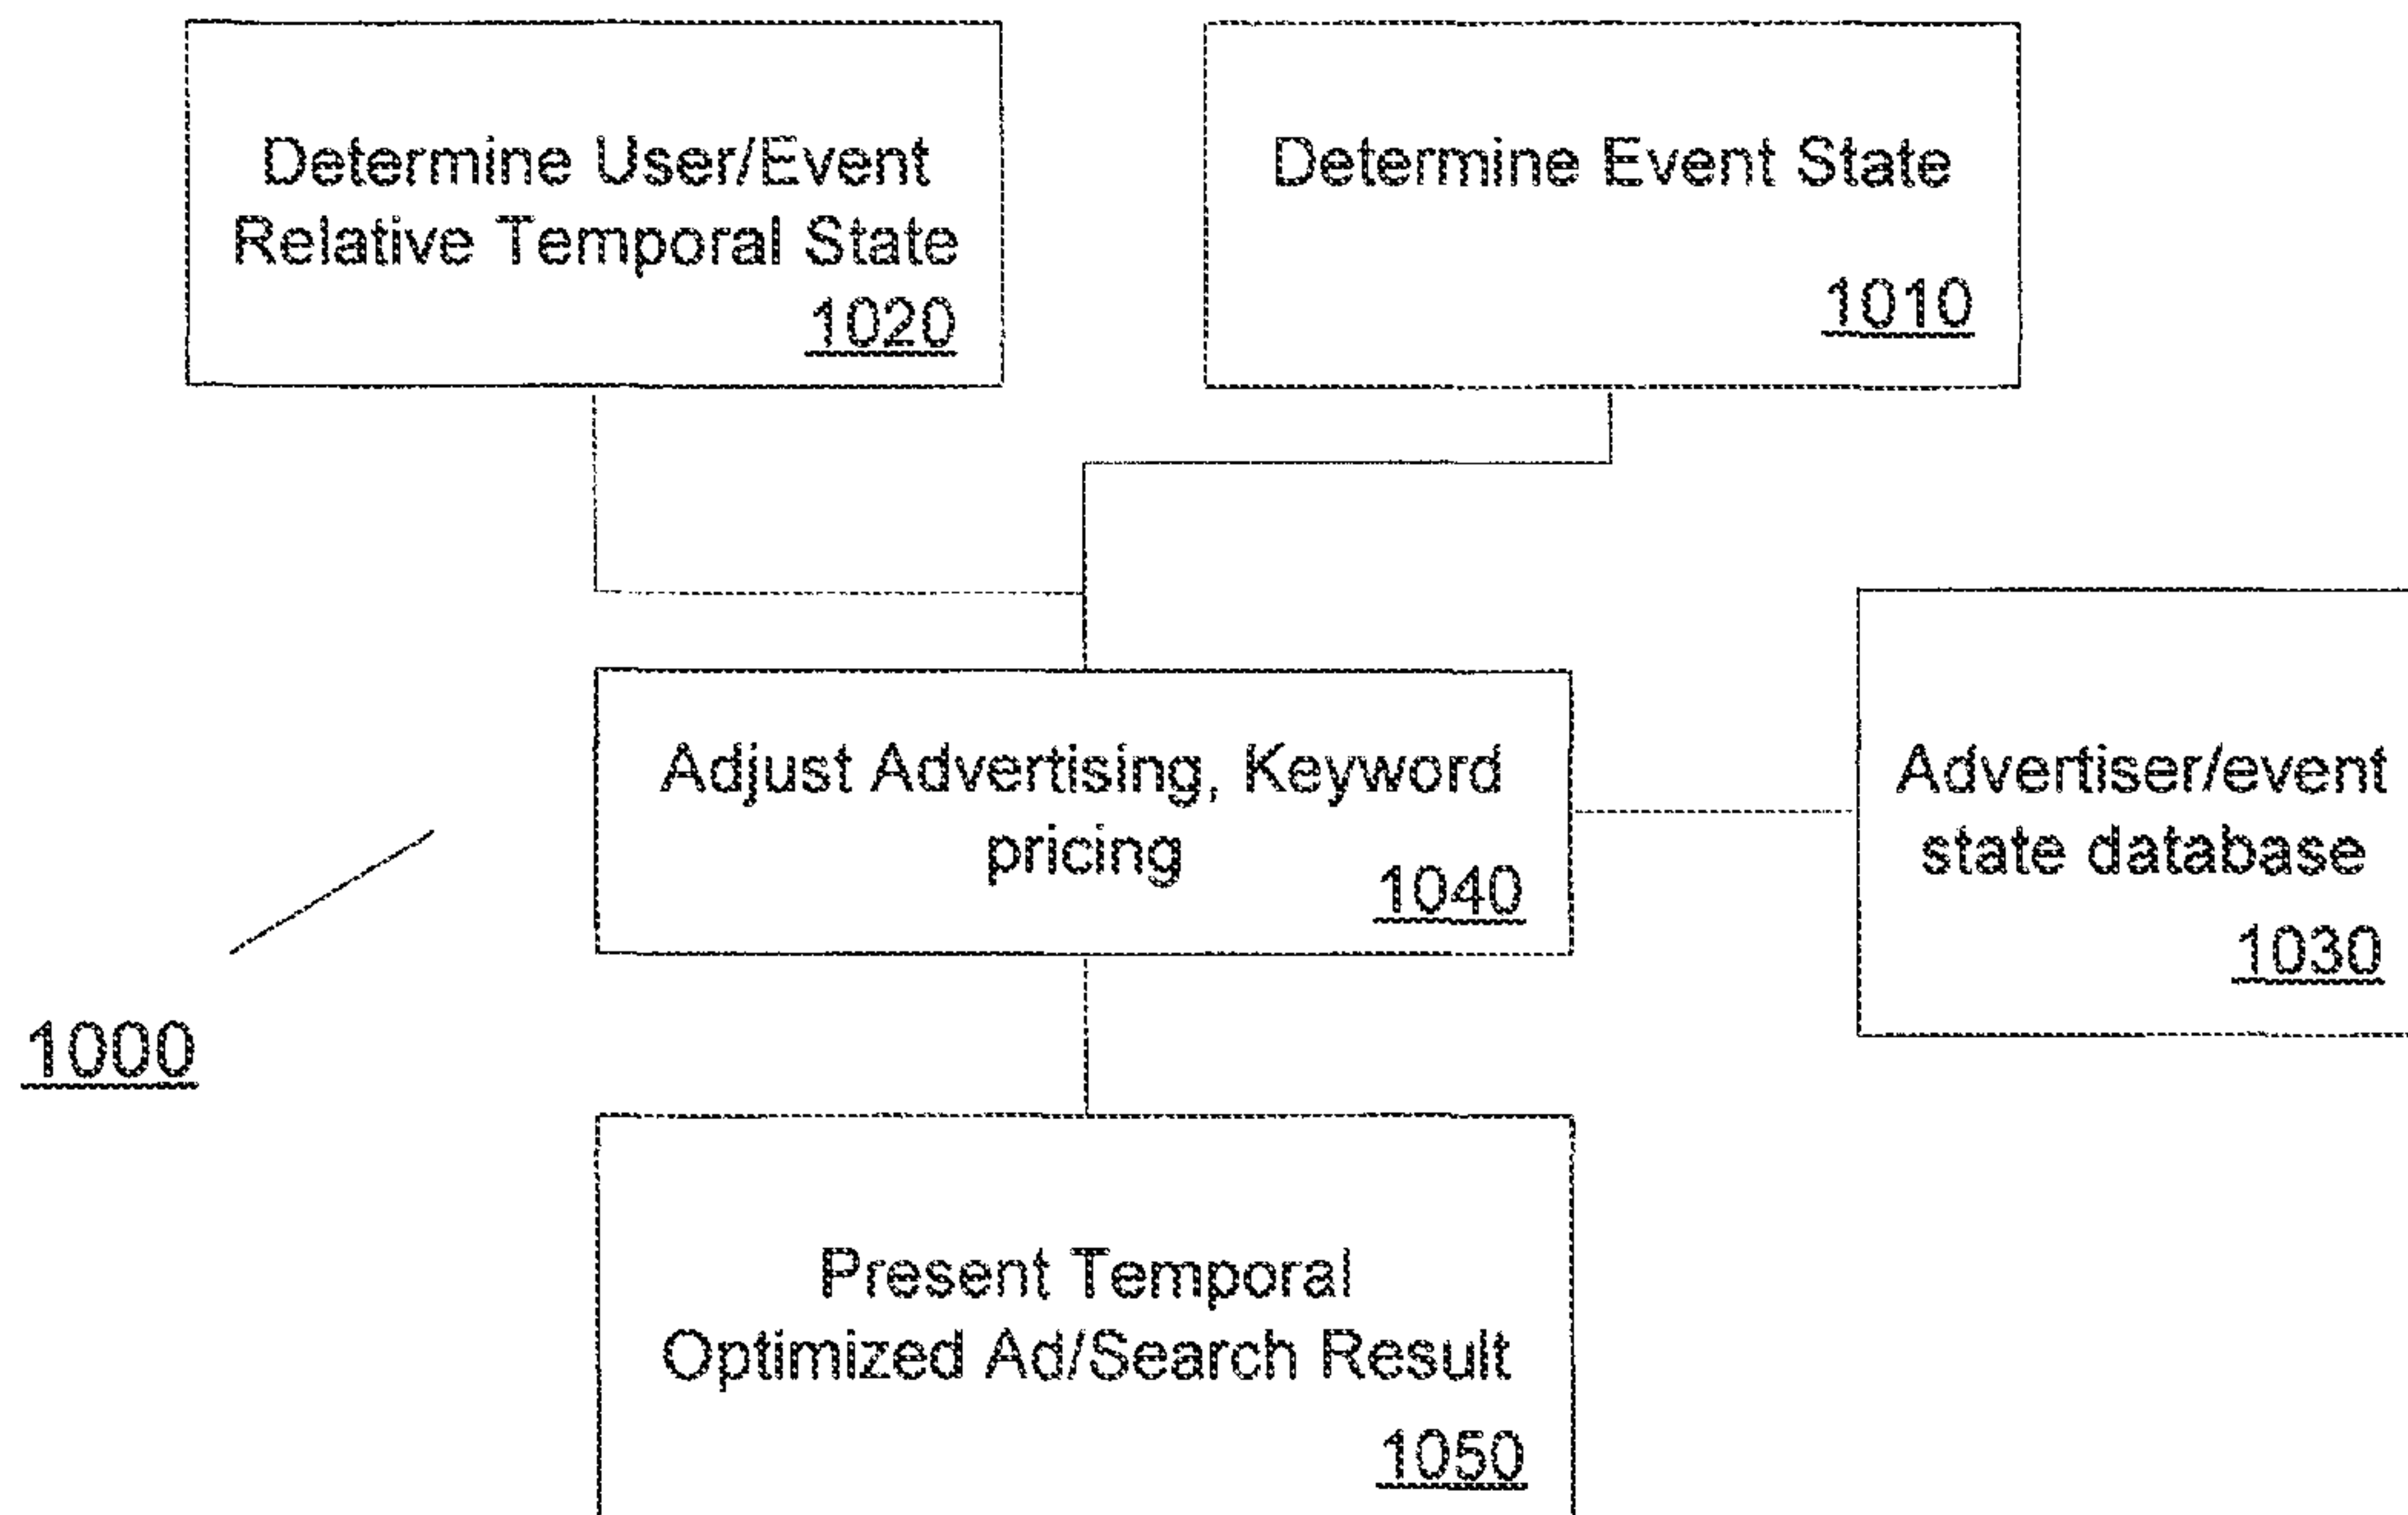 Determine User/Event
Relative Temporal State
1020
Determine Event State
1010
Adjust Advertising, Keyword
pricing
1040
Advertiser/event
state database
1030
1000
Present Temporal
Optimized Ad/Search Result
1050